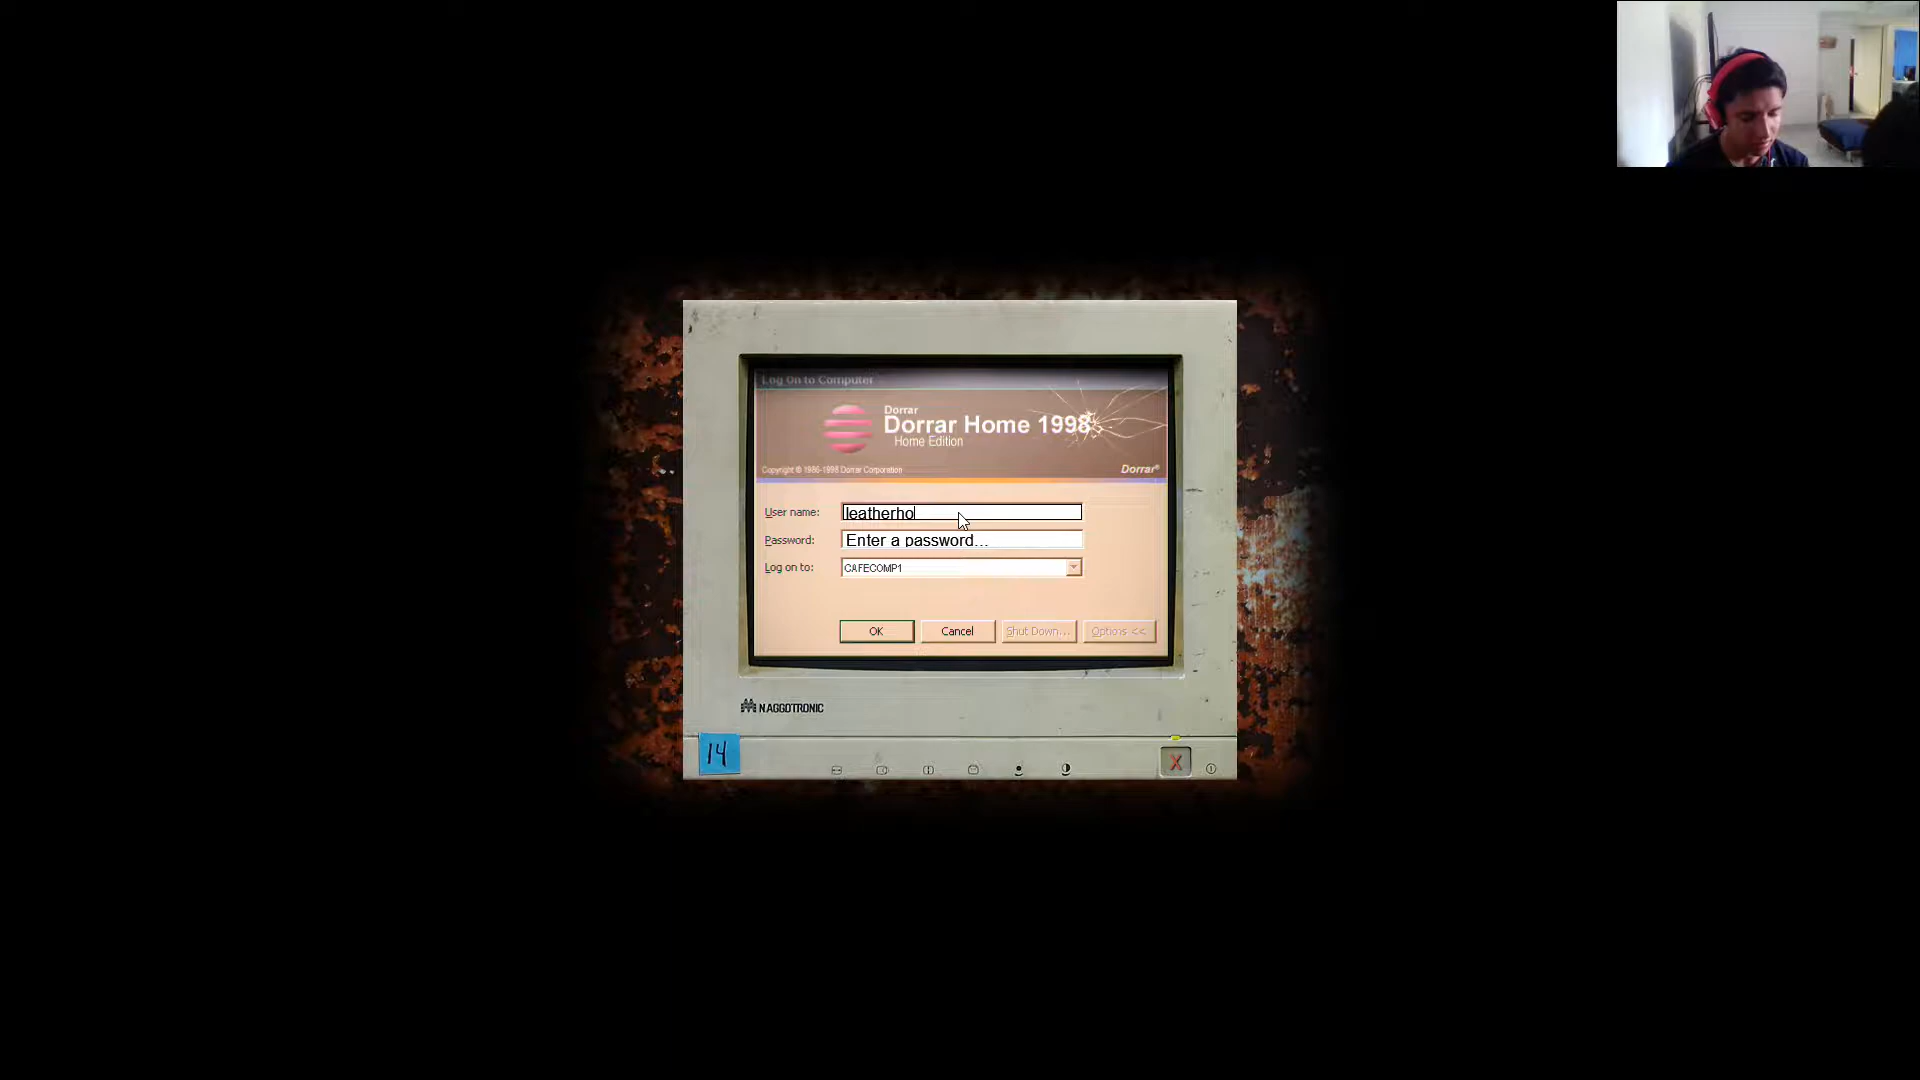 Log On to Computer
Dorrar
Dorrar Home 1998
Home Edition
Copyright © 1986-1998 Dorrar Corporation
Dorrar®
User name: leatherho
Password: Enter a password...
Log on to: CAFECOMP1
OK Cancel Shut Down... Options <<
NAGGOTRONIC
14
X